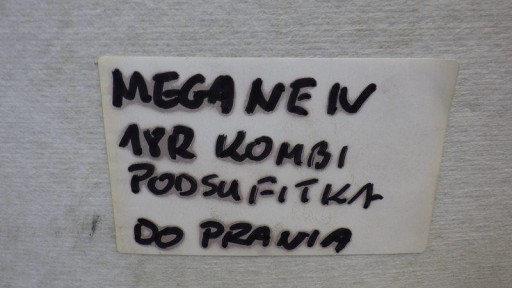 MEGANE IV
18R KOMBI
PODSUFITKA
DO PRANIA